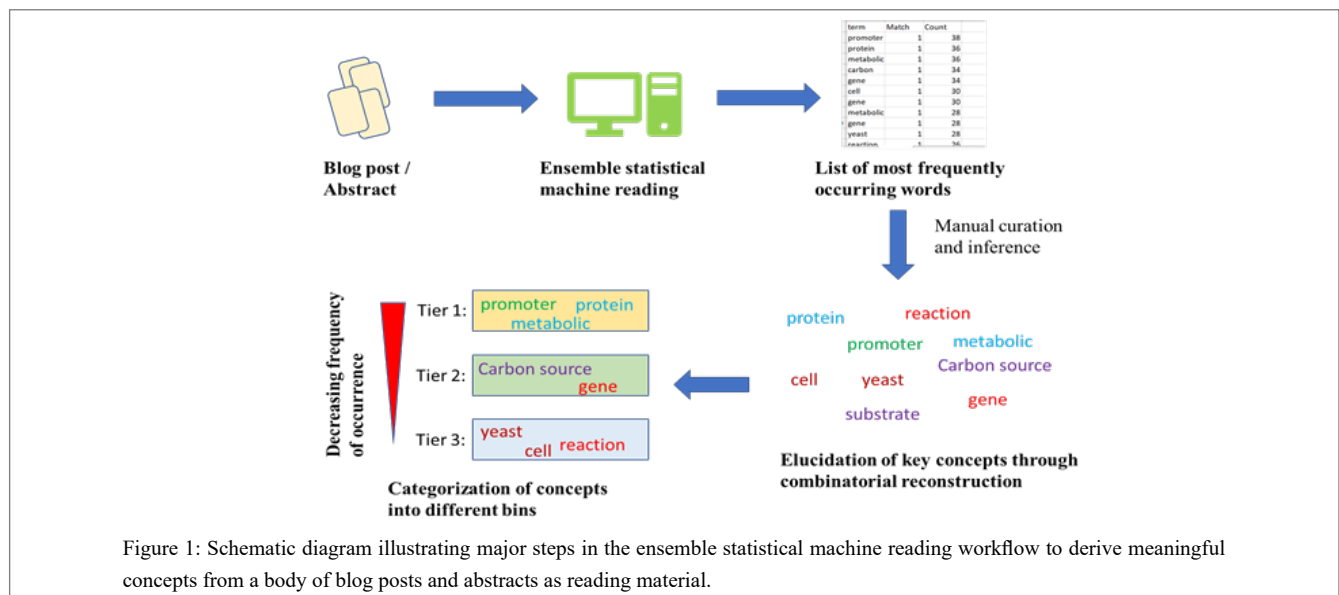 term Match Count
promoter 1 38
protein 1 36
metabolic 1 36
carbon 1 34
gene 1 34
cell 1 30
gene 1 30
metabolic 1 28
gene 1 28
yeast 1 28
reaction 1 26
Blog post /
Abstract
Ensemble statistical
machine reading
List of most frequently
occurring words
Manual curation
and inference
Decreasing frequency
of occurrence
Tier 1: promoter protein
metabolic
Tier 2: Carbon source
gene
Tier 3: yeast
cell reaction
Categorization of concepts
into different bins
protein reaction
promoter metabolic
Carbon source
cell yeast
gene
substrate
Elucidation of key concepts through
combinatorial reconstruction
Figure 1: Schematic diagram illustrating major steps in the ensemble statistical machine reading workflow to derive meaningful
concepts from a body of blog posts and abstracts as reading material.